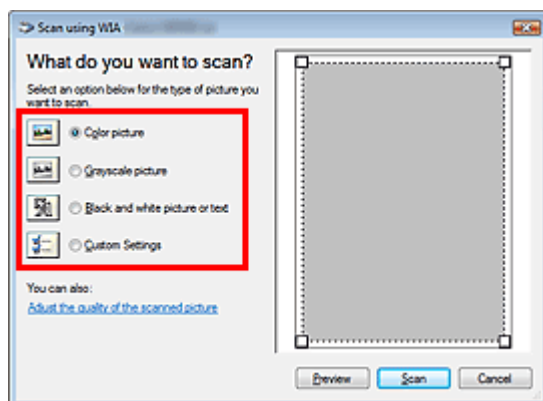 Scan using WIA
What do you want to scan?
Select an option below for the type of picture you
want to scan.
Color picture
Grayscale picture
Black and white picture or text
Custom Settings
You can also:
Adjust the quality of the scanned picture
Preview
Scan
Cancel